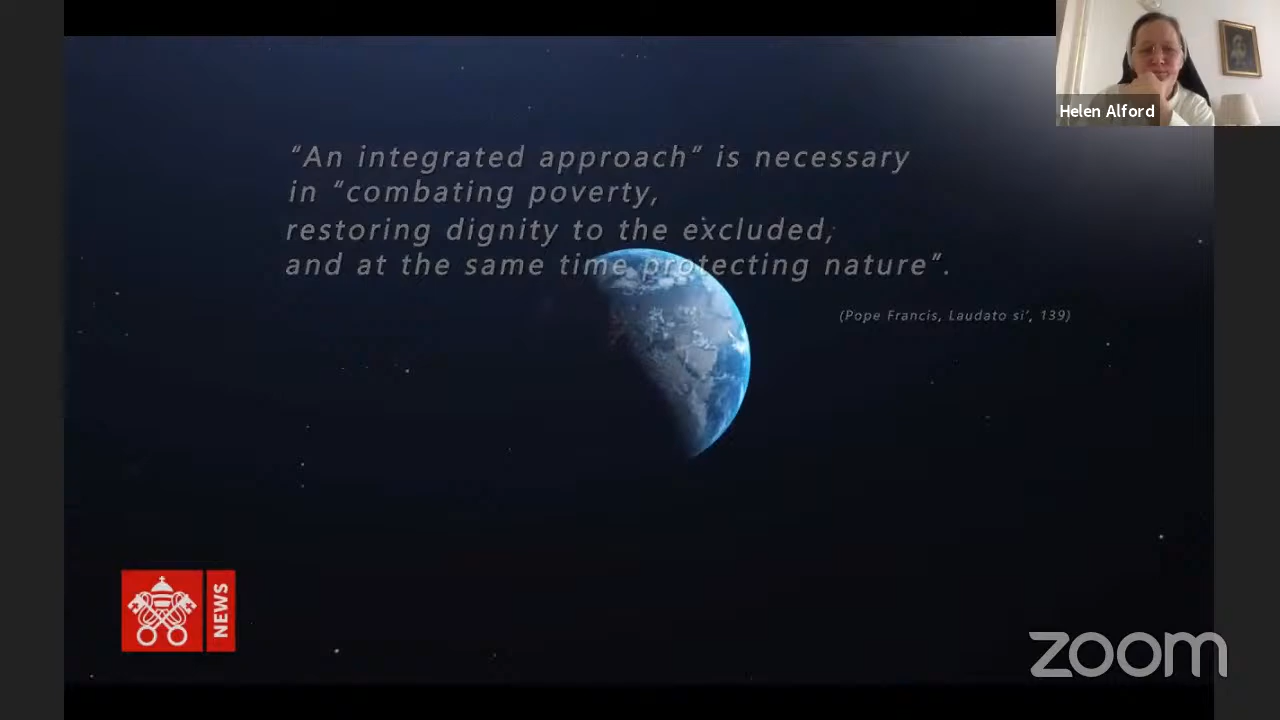 Helen Alford
“An integrated approach“ is necessary
in “combating poverty,
restoring dignity to the excluded,
and at the same time protecting nature”.
(Pope Francis, Laudato si’, 139)
NEWS
zoom